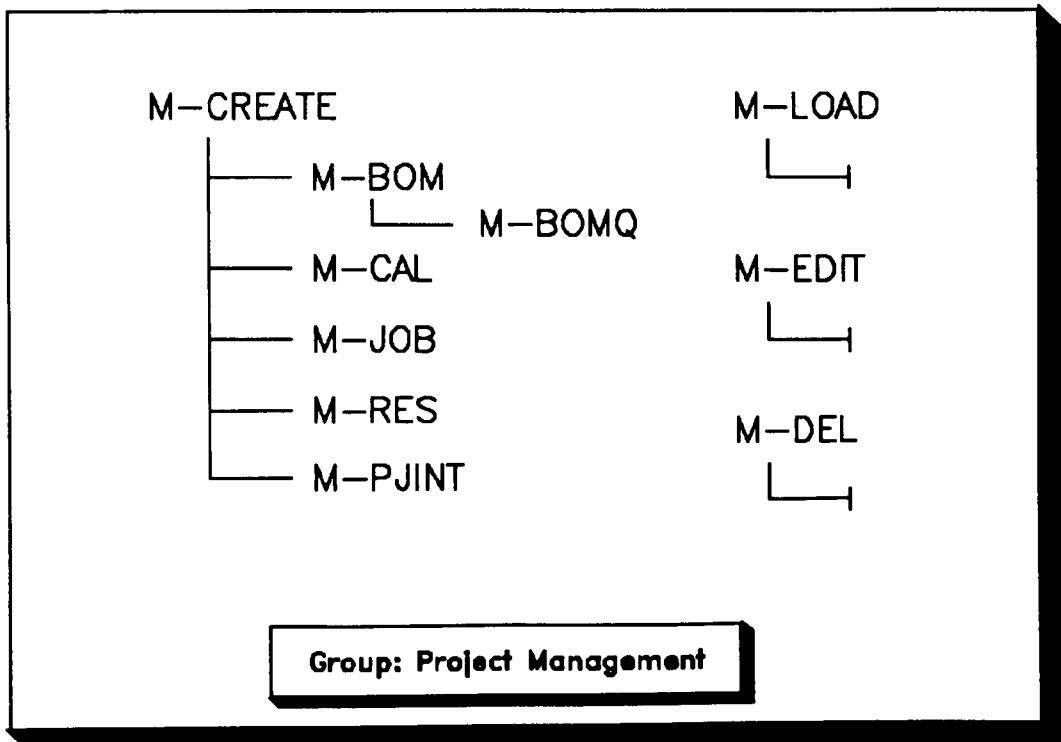 M-CREATE
M-BOM
M-BOMQ
M-CAL
M-JOB
M-RES
M-PJINT
M-LOAD
M-EDIT
M-DEL
Group: Project Management